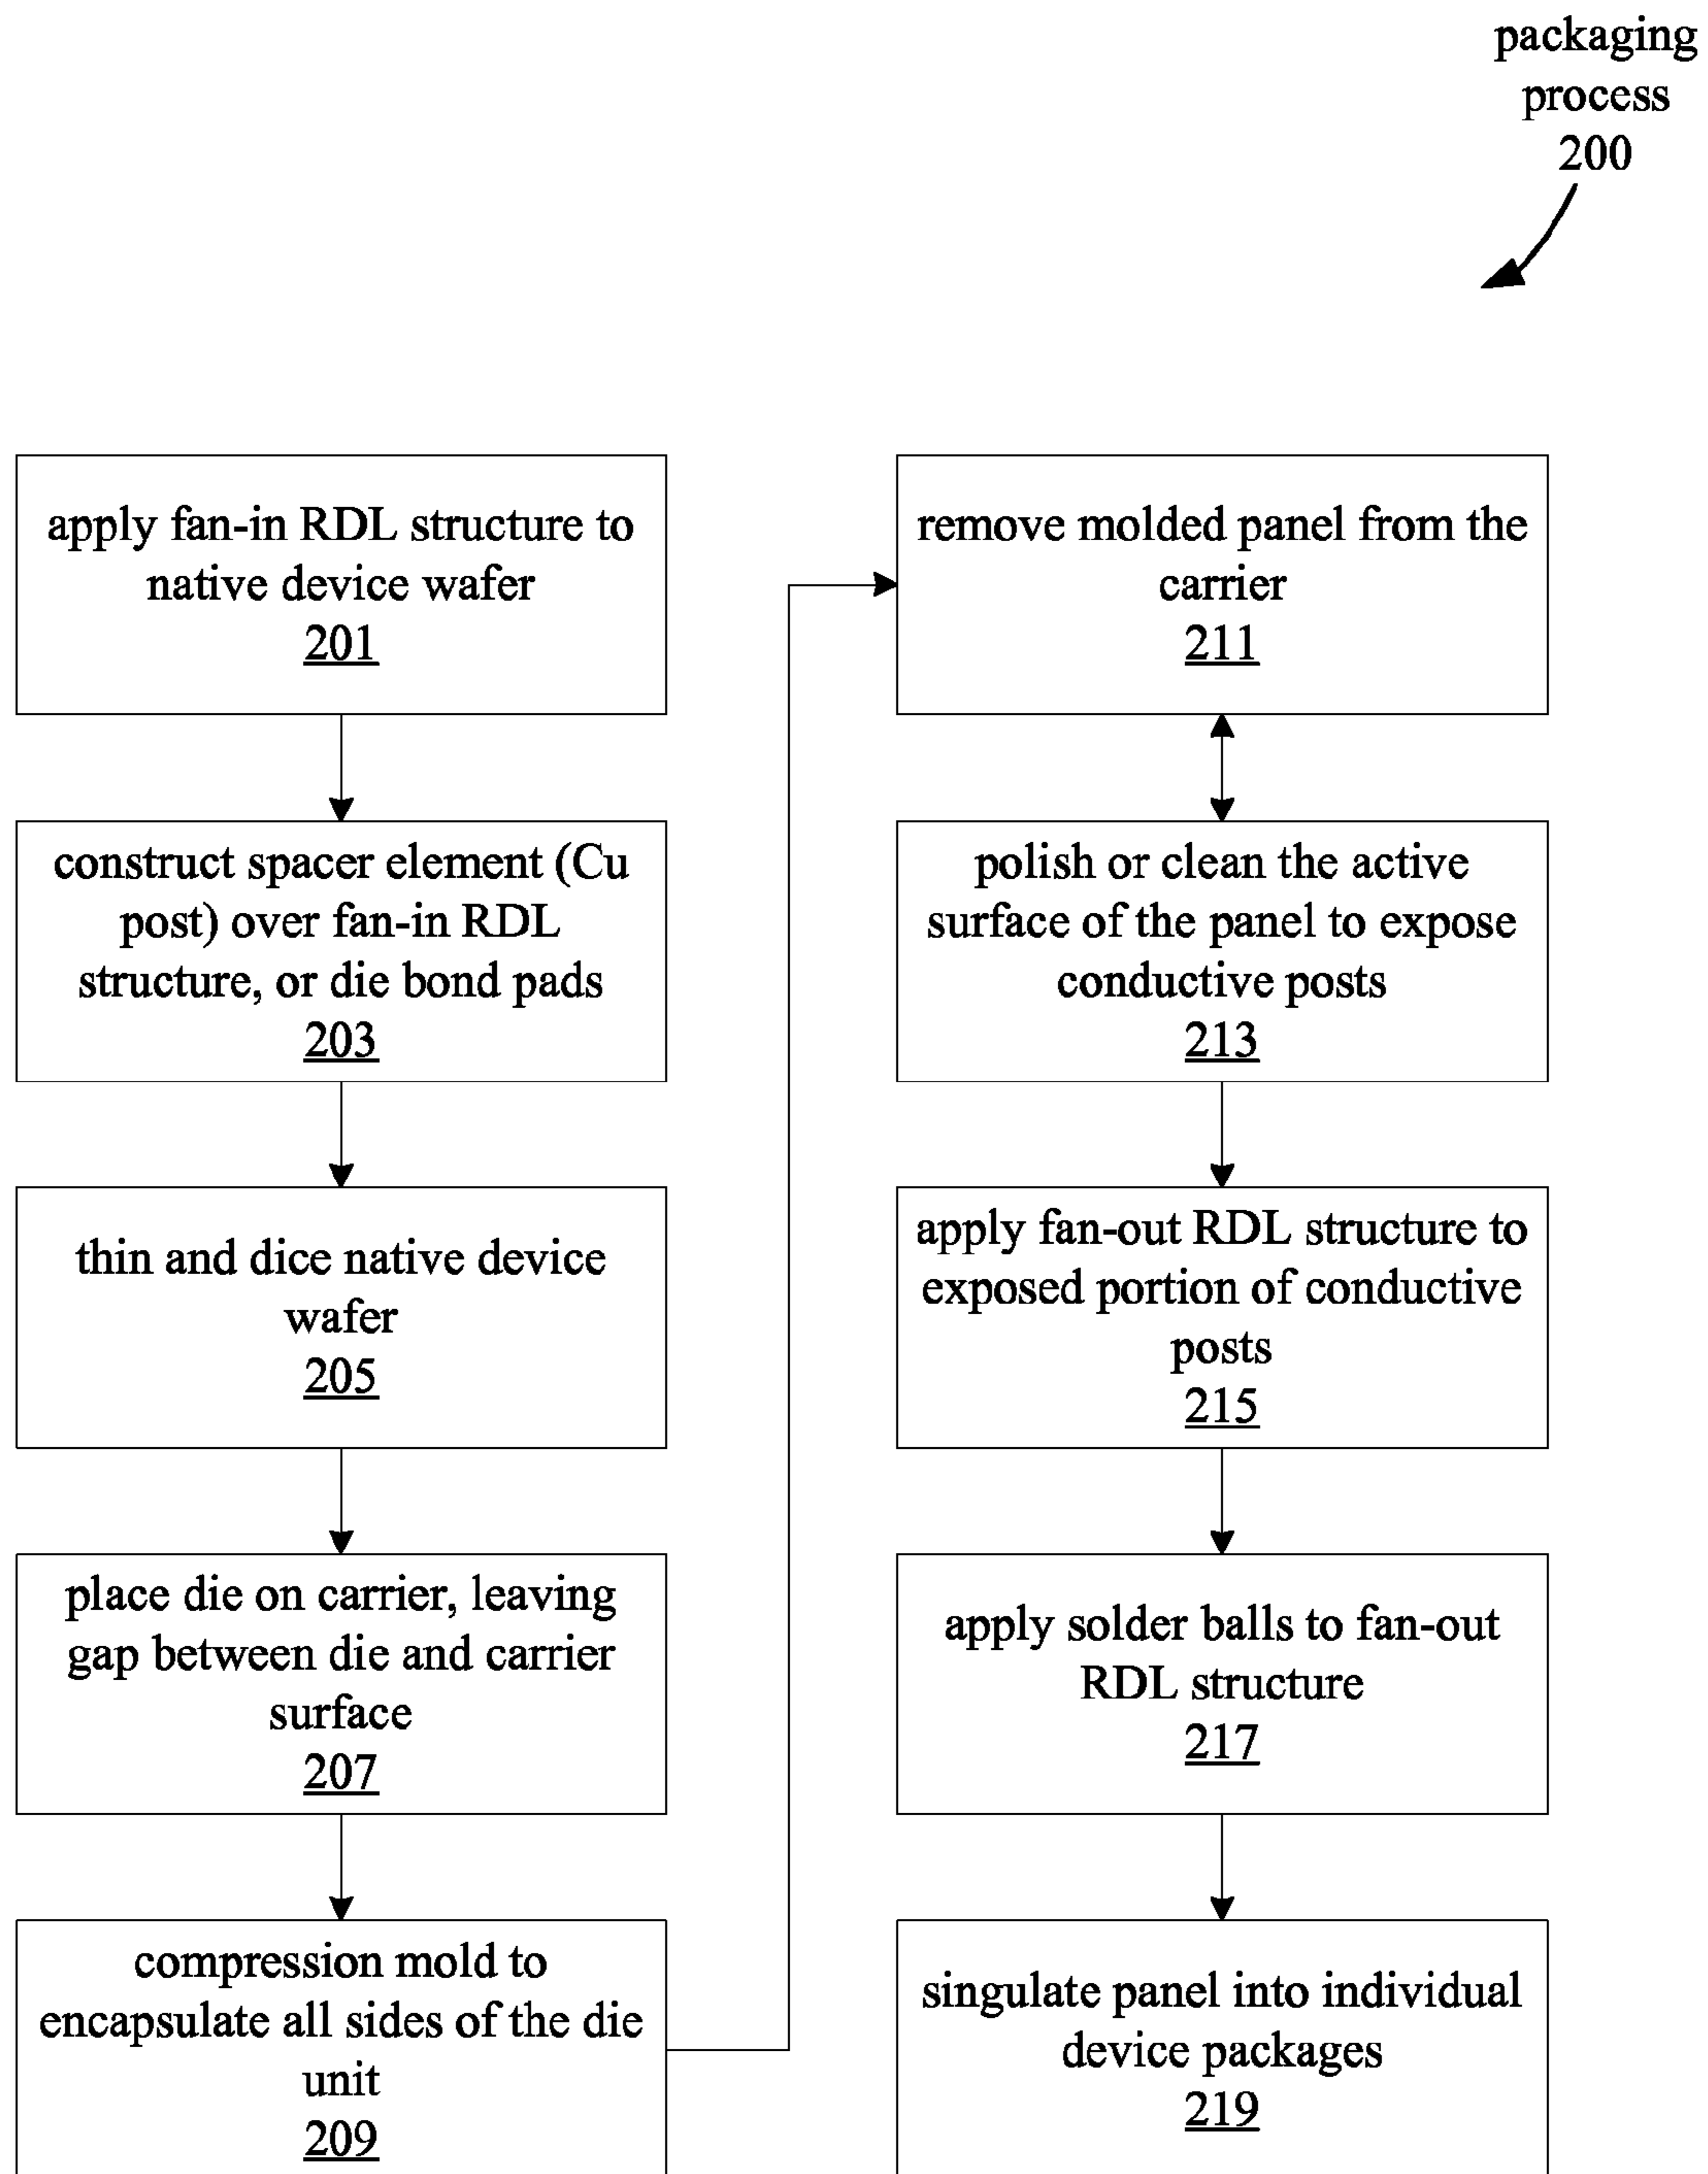 packaging
process
200
apply fan-in RDL structure to
native device wafer
201
construct spacer element (Cu
post) over fan-in RDL
structure, or die bond pads
203
thin and dice native device
wafer
205
place die on carrier, leaving
gap between die and carrier
surface
207
compression mold to
encapsulate all sides of the die
unit
209
remove molded panel from the
carrier
211
polish or clean the active
surface of the panel to expose
conductive posts
213
apply fan-out RDL structure to
exposed portion of conductive
posts
215
apply solder balls to fan-out
RDL structure
217
singulate panel into individual
device packages
219